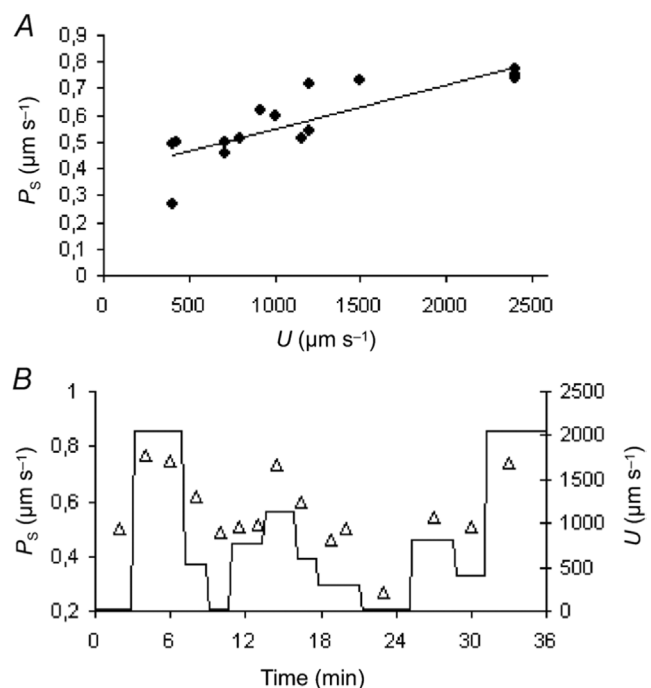 A
0,9
0,8
0,7
0,6
0,5
0,4
0,3
0,2
0,1
0
P_S (µm s⁻¹)
0 500 1000 1500 2000 2500
U (µm s⁻¹)
B
1
0,8
0,6
0,4
0,2
P_S (µm s⁻¹)
2500
2000
1500
1000
500
0
U (µm s⁻¹)
0 6 12 18 24 30 36
Time (min)